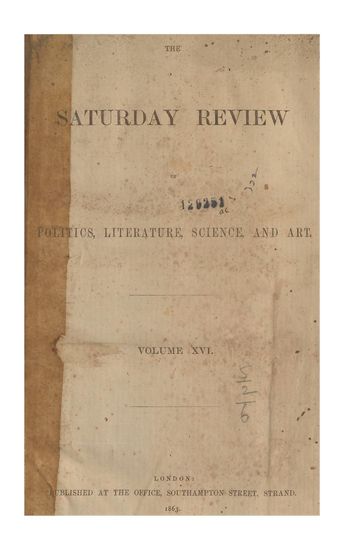 THE
SATURDAY REVIEW
OF
POLITICS, LITERATURE, SCIENCE, AND ART.
VOLUME XVI.
LONDON:
PUBLISHED AT THE OFFICE, SOUTHAMPTON STREET, STRAND.
1863.